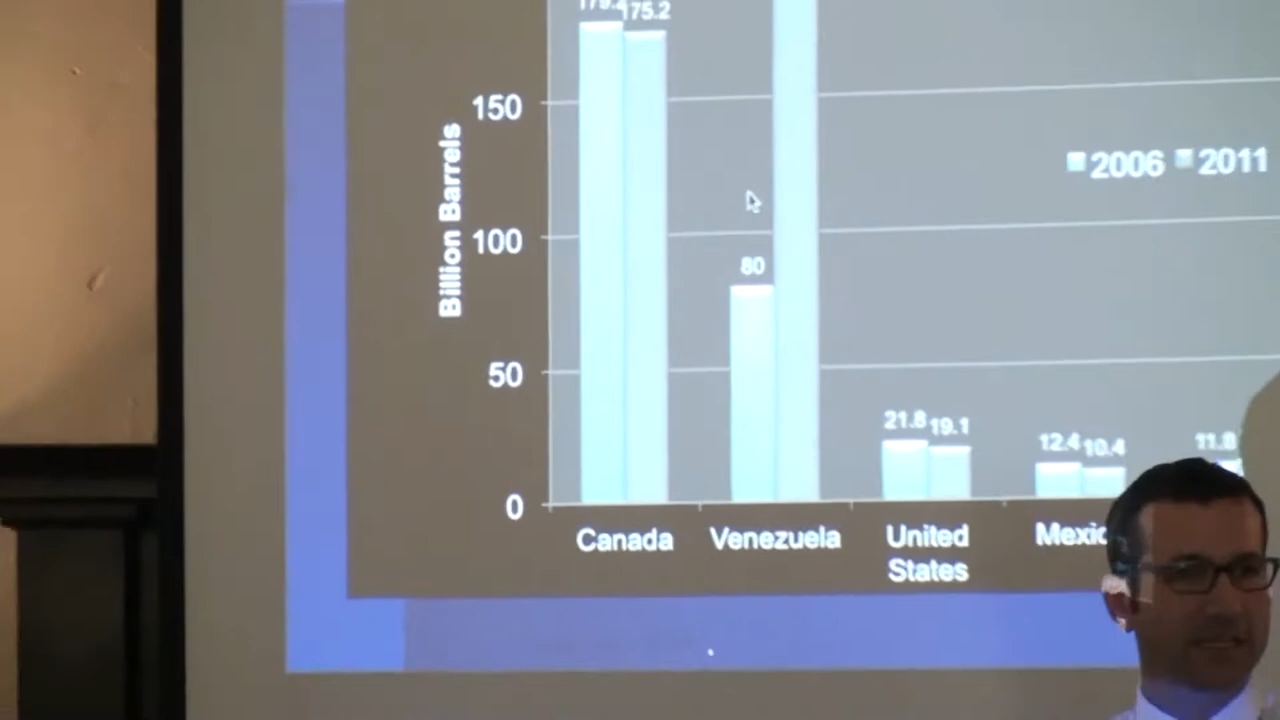 175.2
150
Billion Barrels
2006 2011
100
80
50
21.8 19.1
12.4 10.4
11.8
0
Canada
Venezuela
United
States